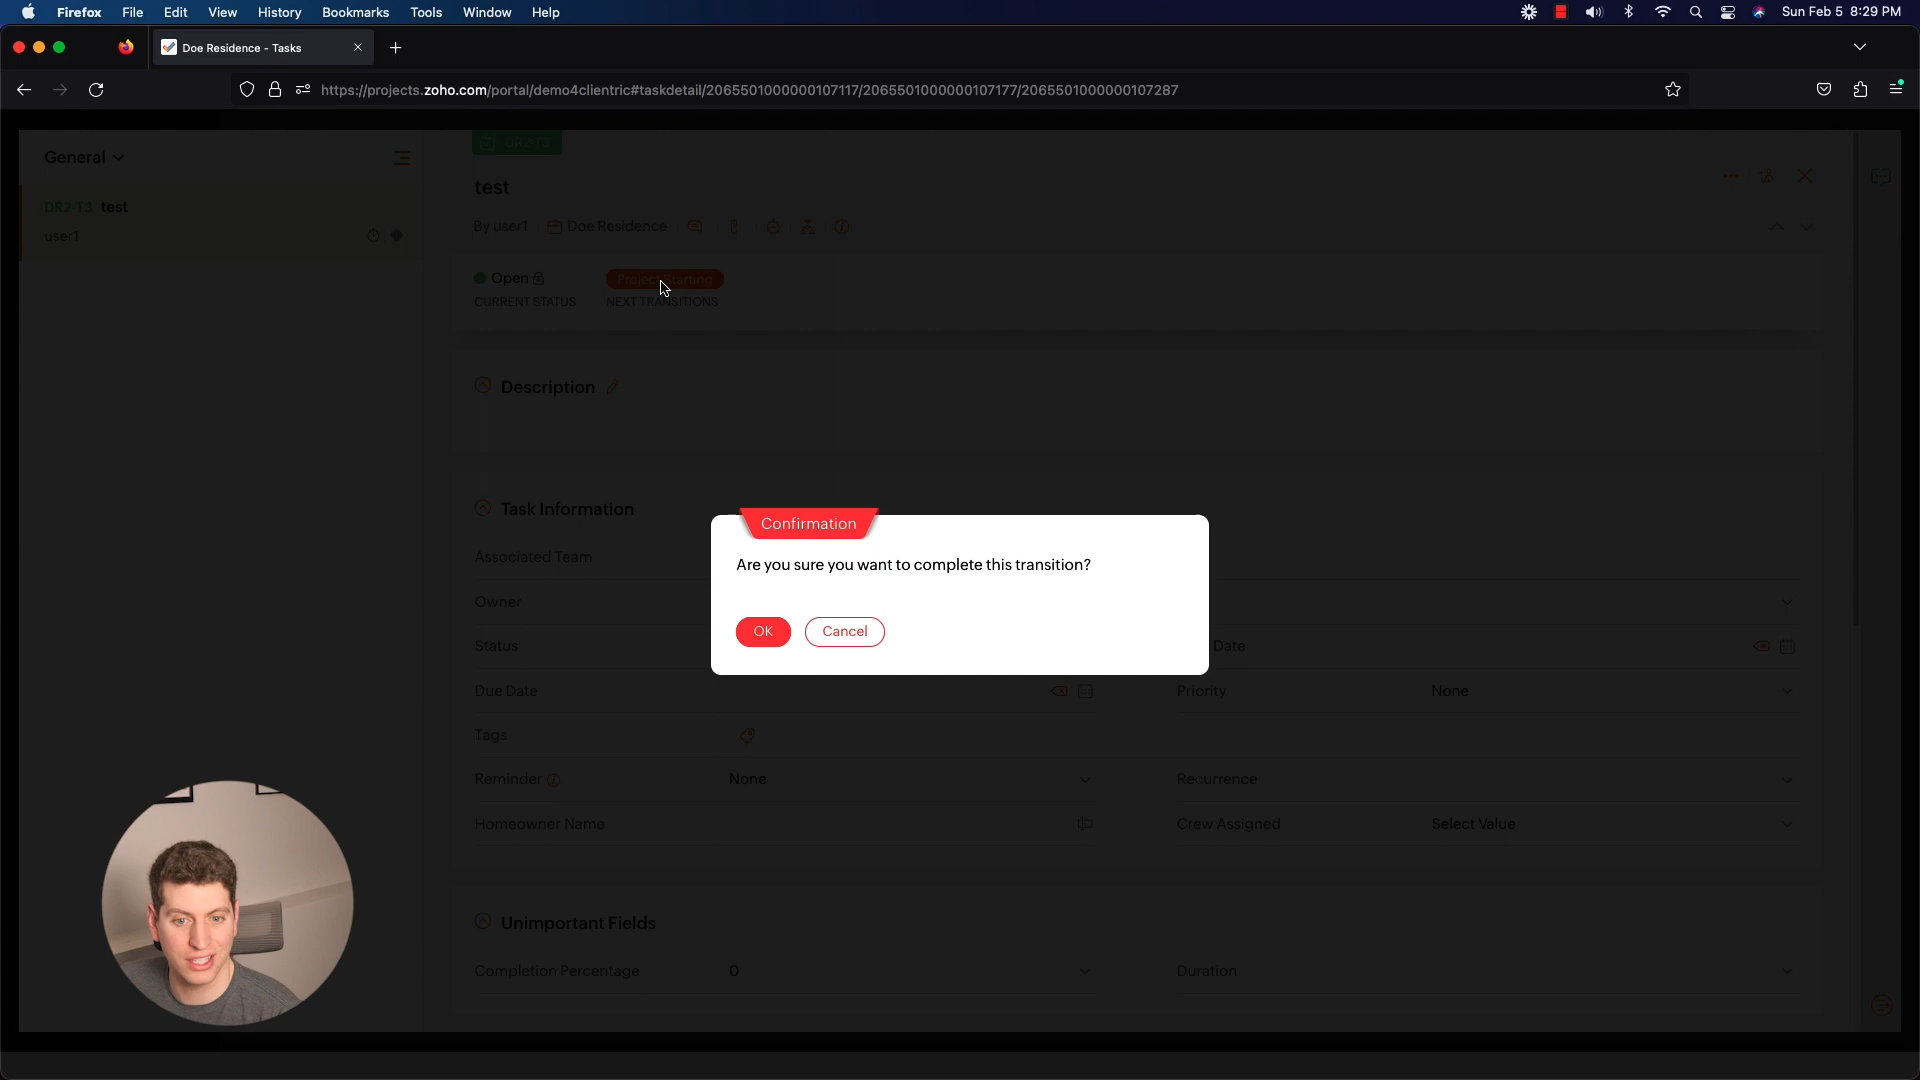 Firefox File Edit View History Bookmarks Tools Window Help Sun Feb 5 8:29 PM
Doe Residence - Tasks
https://projects.zoho.com/portal/demo4clientric#taskdetail/2065501000000107117/2065501000000107177/2065501000000107287
General
DR2-T3
DR2-T3 test
user1
test
By user1 Doe Residence
Open Project Starting
CURRENT STATUS NEXT TRANSITIONS
Description
Task Information
Confirmation
Are you sure you want to complete this transition?
OK Cancel
Associated Team
Owner
Status Date
Due Date Priority None
Tags
Reminder None Recurrence
Homeowner Name Crew Assigned Select Value
Unimportant Fields
Completion Percentage 0 Duration